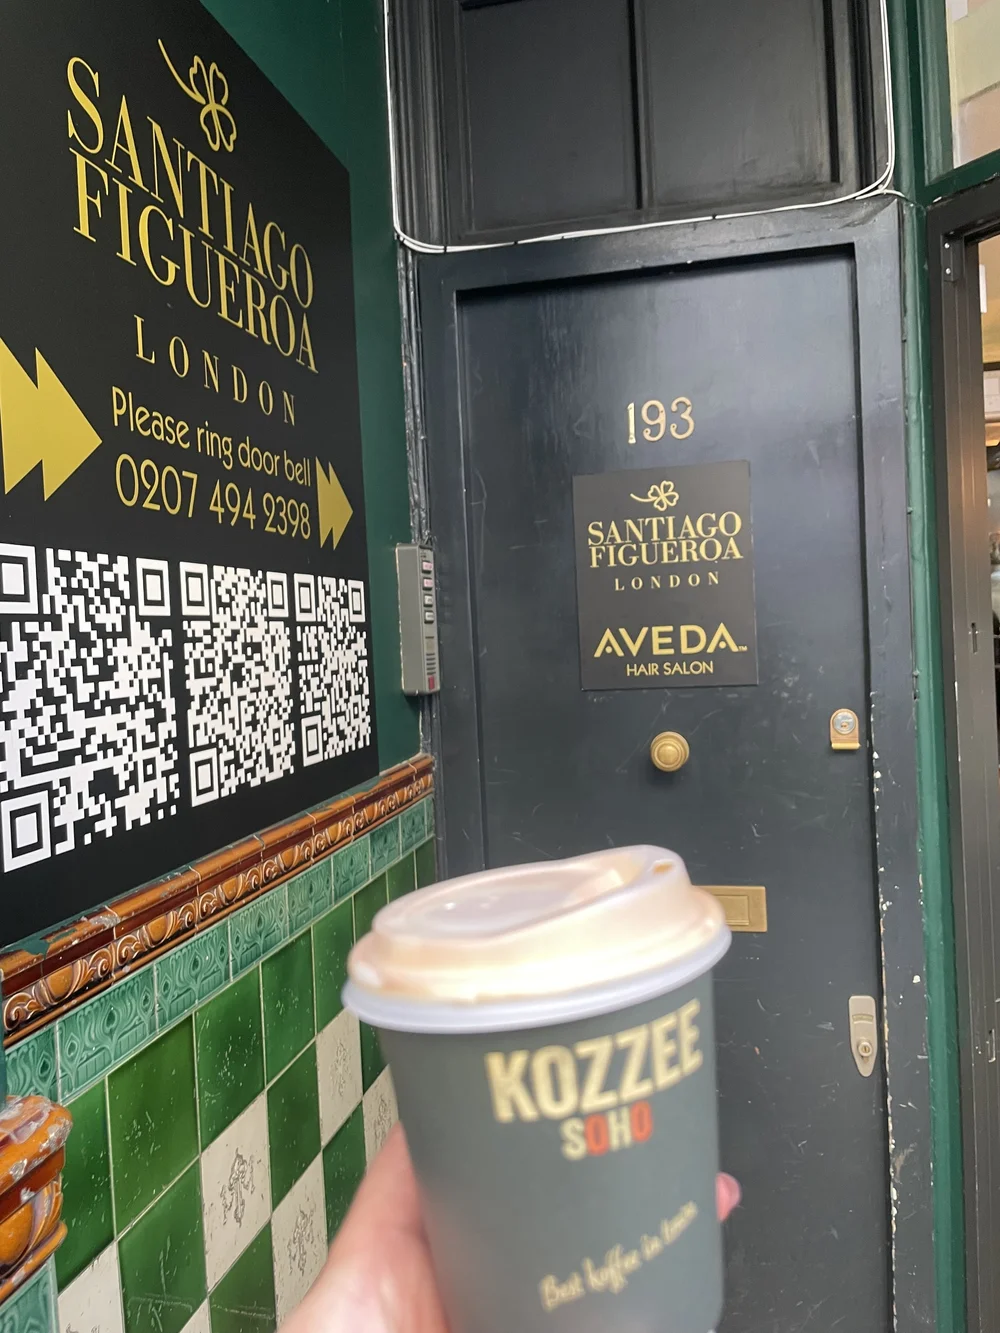 SANTIAGO
FIGUEROA
LONDON
Please ring door bell
0207 494 2398
193
SANTIAGO
FIGUEROA
LONDON
AVEDA™
HAIR SALON
KOZZEE
SOHO
Best koffee in town